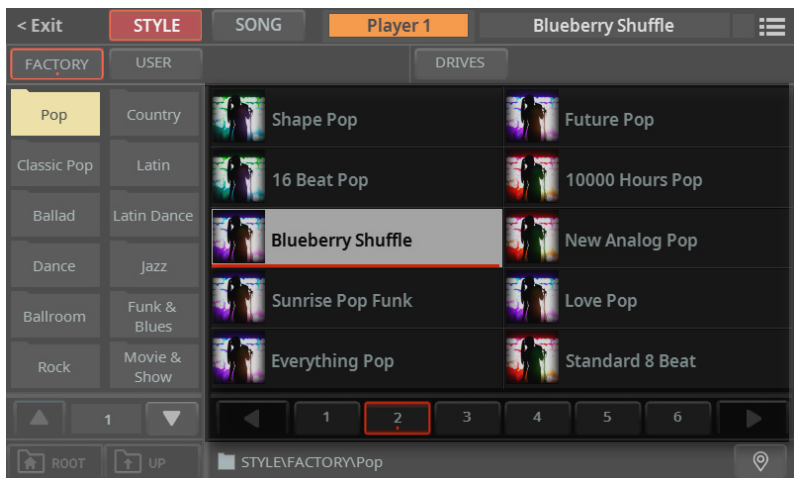 < Exit STYLE SONG Player 1 Blueberry Shuffle
FACTORY USER DRIVES
Pop Country
Classic Pop Latin
Ballad Latin Dance
Dance Jazz
Ballroom Funk &
Blues
Rock Movie &
Show
1
ROOT UP
Shape Pop Future Pop
16 Beat Pop 10000 Hours Pop
Blueberry Shuffle New Analog Pop
Sunrise Pop Funk Love Pop
Everything Pop Standard 8 Beat
1 2 3 4 5 6
STYLE\FACTORY\Pop